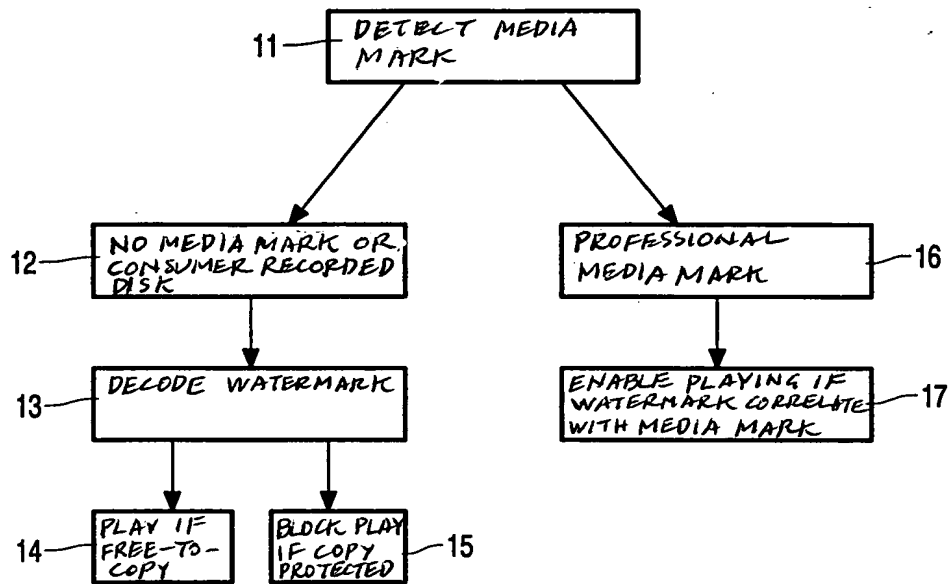 11
DETECT MEDIA
MARK
12
NO MEDIA MARK OR
CONSUMER RECORDED
DISK
PROFESSIONAL
MEDIA MARK
16
13
DECODE WATERMARK
ENABLE PLAYING IF
WATERMARK CORRELATE
WITH MEDIA MARK
17
14
PLAY IF
FREE-TO-
COPY
BLOCK PLAY
IF COPY
PROTECTED
15